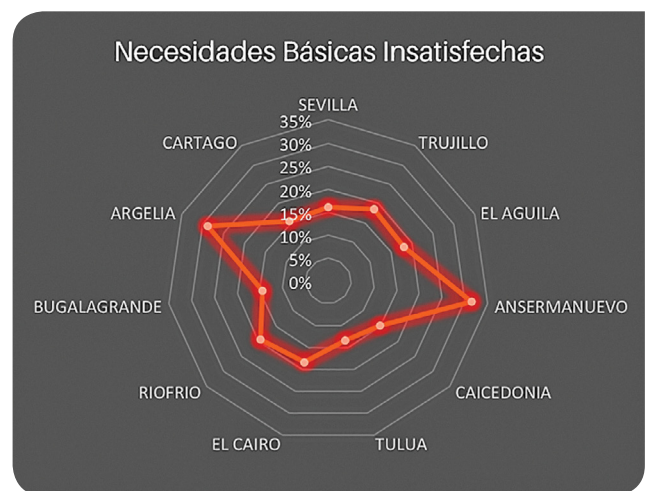 Necesidades Básicas Insatisfechas
SEVILLA
35%
CARTAGO
30%
TRUJILLO
25%
20%
ARGELIA
15%
EL AGUILA
10%
5%
0%
BUGALAGRANDE
ANSERMANUEVO
RIOFRIO
CAICEDONIA
EL CAIRO
TULUA